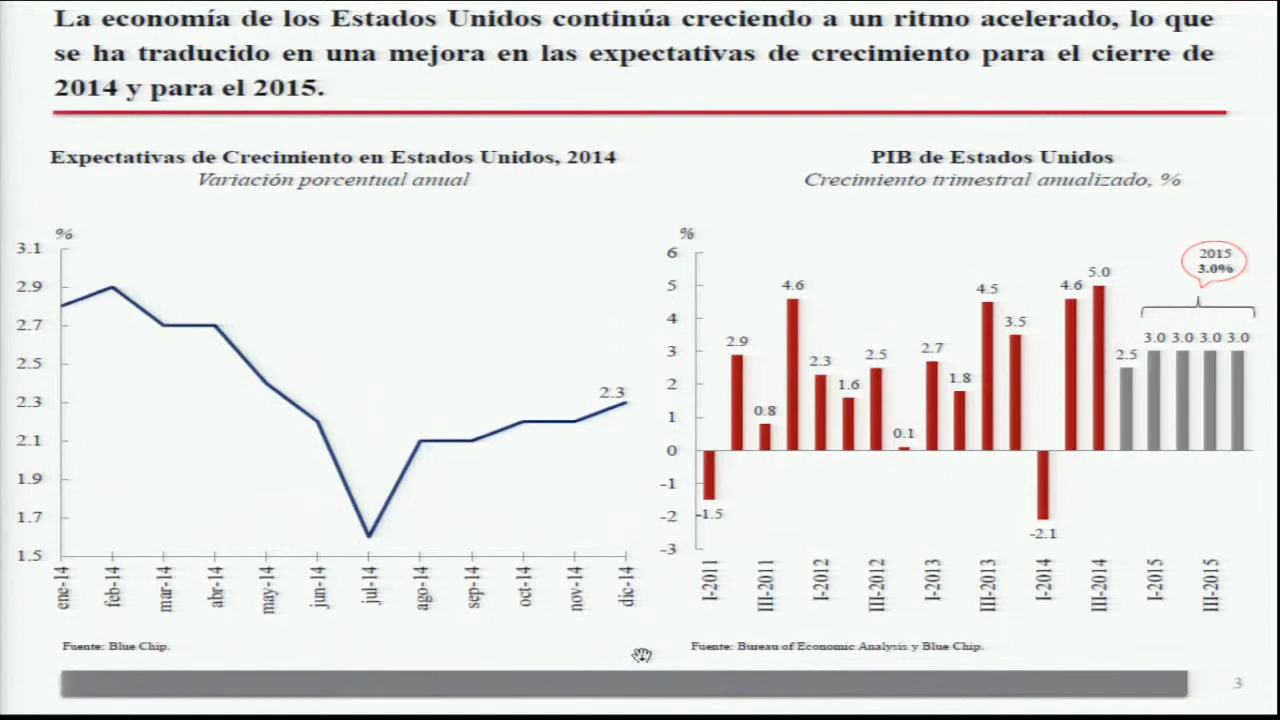 La economía de los Estados Unidos continúa creciendo a un ritmo acelerado, lo que
se ha traducido en una mejora en las expectativas de crecimiento para el cierre de
2014 y para el 2015.
Expectativas de Crecimiento en Estados Unidos, 2014
Variación porcentual anual
%
3.1
2.9
2.7
2.5
2.3
2.1
1.9
1.7
1.5
2.3
ene-14
feb-14
mar-14
abr-14
may-14
jun-14
jul-14
ago-14
sep-14
oct-14
nov-14
dic-14
Fuente: Blue Chip.
PIB de Estados Unidos
Crecimiento trimestral anualizado, %
%
6
5
4
3
2
1
0
-1
-2
-3
-1.5
2.9
0.8
4.6
2.3
1.6
2.5
0.1
2.7
1.8
4.5
3.5
-2.1
4.6
5.0
2.5
3.0
3.0
3.0
3.0
2015
3.0%
I-2011
III-2011
I-2012
III-2012
I-2013
III-2013
I-2014
III-2014
I-2015
III-2015
Fuente: Bureau of Economic Analysis y Blue Chip.
3